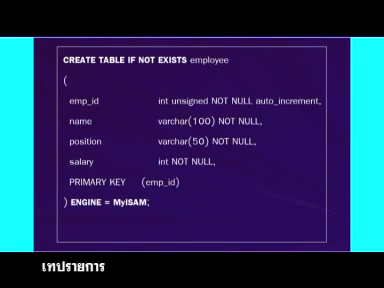 CREATE TABLE IF NOT EXISTS employee
(
emp_id int unsigned NOT NULL auto_increment,
name varchar(100) NOT NULL,
position varchar(50) NOT NULL,
salary int NOT NULL,
PRIMARY KEY (emp_id)
) ENGINE = MyISAM;
เทปรายการ